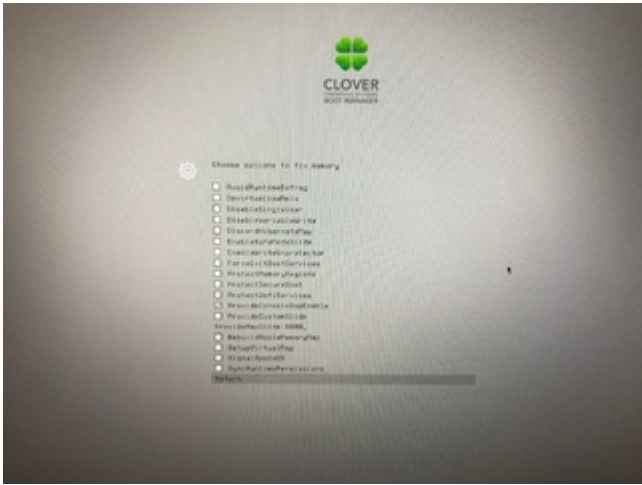 CLOVER
BOOT MANAGER
Choose options to fix memory
AvoidRuntimeDefrag
DevirtualiseMmio
DisableSingleUser
DisableVariableWrite
DiscardHibernateMap
EnableSafeModeSlide
EnableWriteUnprotector
ForceExitBootServices
ProtectMemoryRegions
ProtectSecureBoot
ProtectUefiServices
ProvideConsoleGopEnable
ProvideCustomSlide
ProvideMaxSlide:
RebuildAppleMemoryMap
SetupVirtualMap
SignalAppleOS
SyncRuntimePermissions
Return